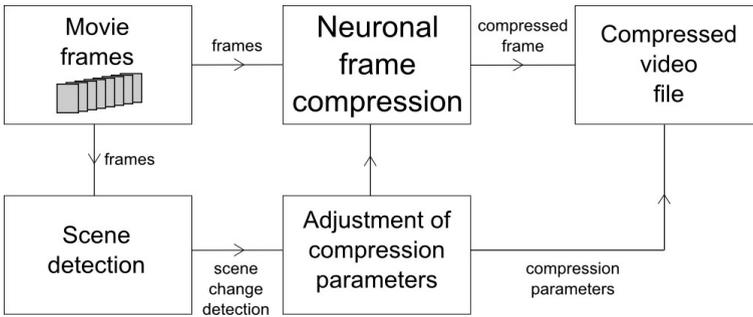 Movie
frames
frames
Neuronal
frame
compression
compressed
frame
Compressed
video
file
frames
Scene
detection
scene
change
detection
Adjustment of
compression
parameters
compression
parameters